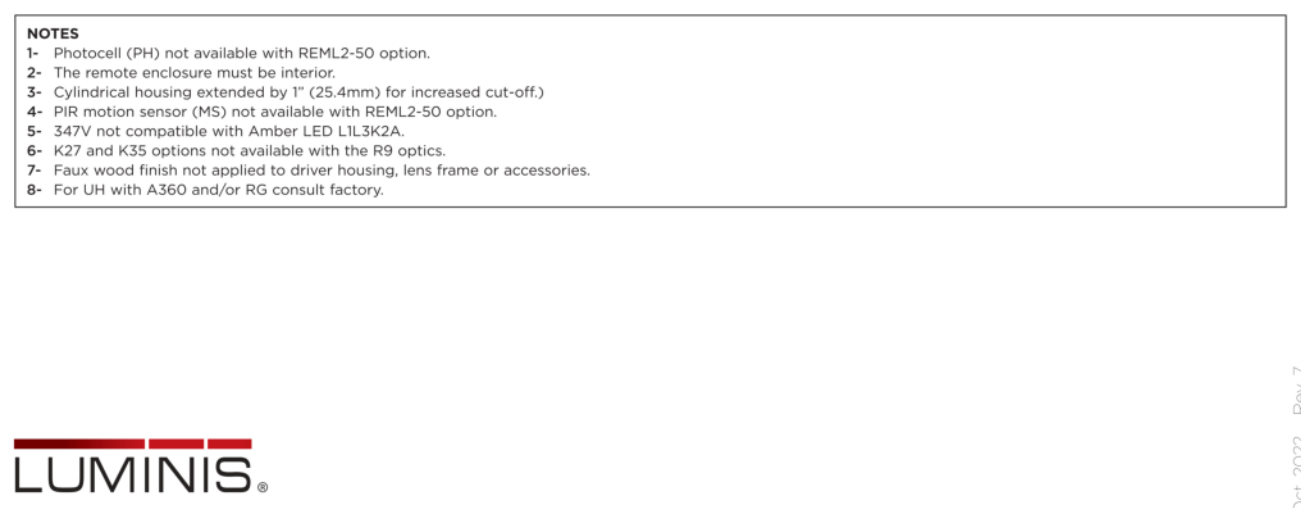 NOTES
1- Photocell (PH) not available with REML2-50 option.
2- The remote enclosure must be interior.
3- Cylindrical housing extended by 1” (25.4mm) for increased cut-off.)
4- PIR motion sensor (MS) not available with REML2-50 option.
5- 347V not compatible with Amber LED L1L3K2A.
6- K27 and K35 options not available with the R9 optics.
7- Faux wood finish not applied to driver housing, lens frame or accessories.
8- For UH with A360 and/or RG consult factory.
LUMINIS®
Oct. 2022 Rev. 7